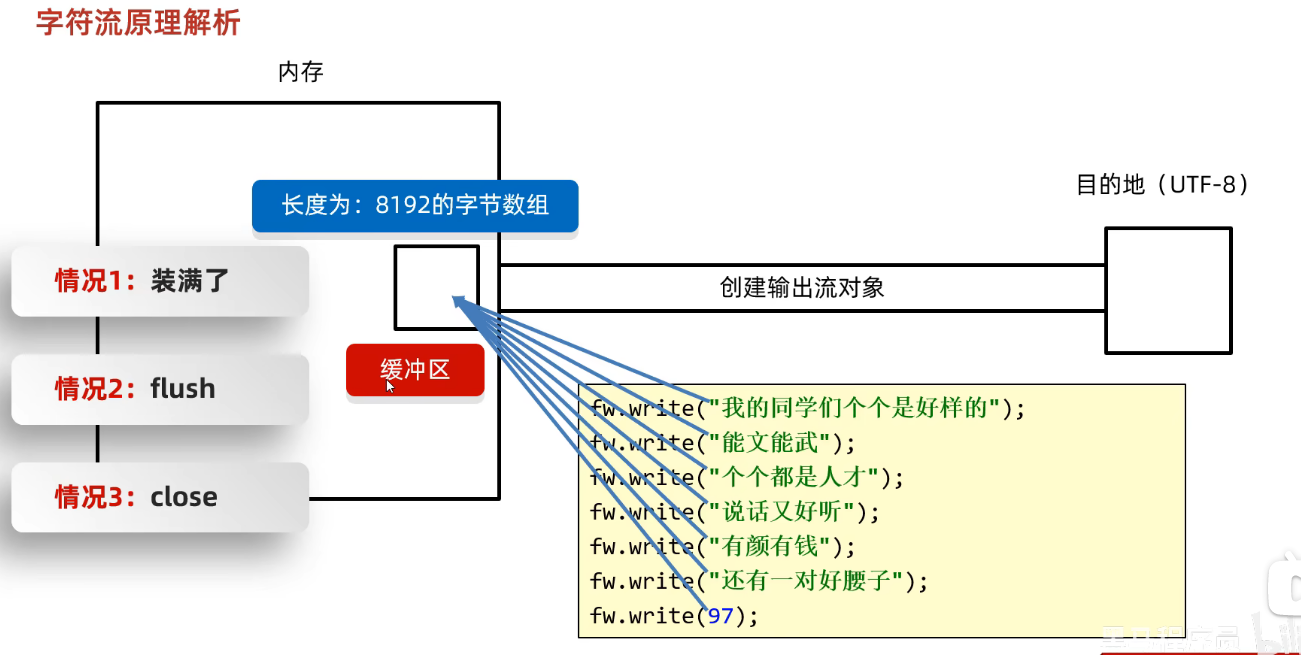 字符流原理解析
内存
长度为：8192的字节数组
目的地（UTF-8）
情况1：装满了
创建输出流对象
缓冲区
情况2：flush
情况3：close
fw.write("我的同学们个个是好样的");
fw.write("能文能武");
fw.write("个个都是人才");
fw.write("说话又好听");
fw.write("有颜有钱");
fw.write("还有一对好腰子");
fw.write(97);